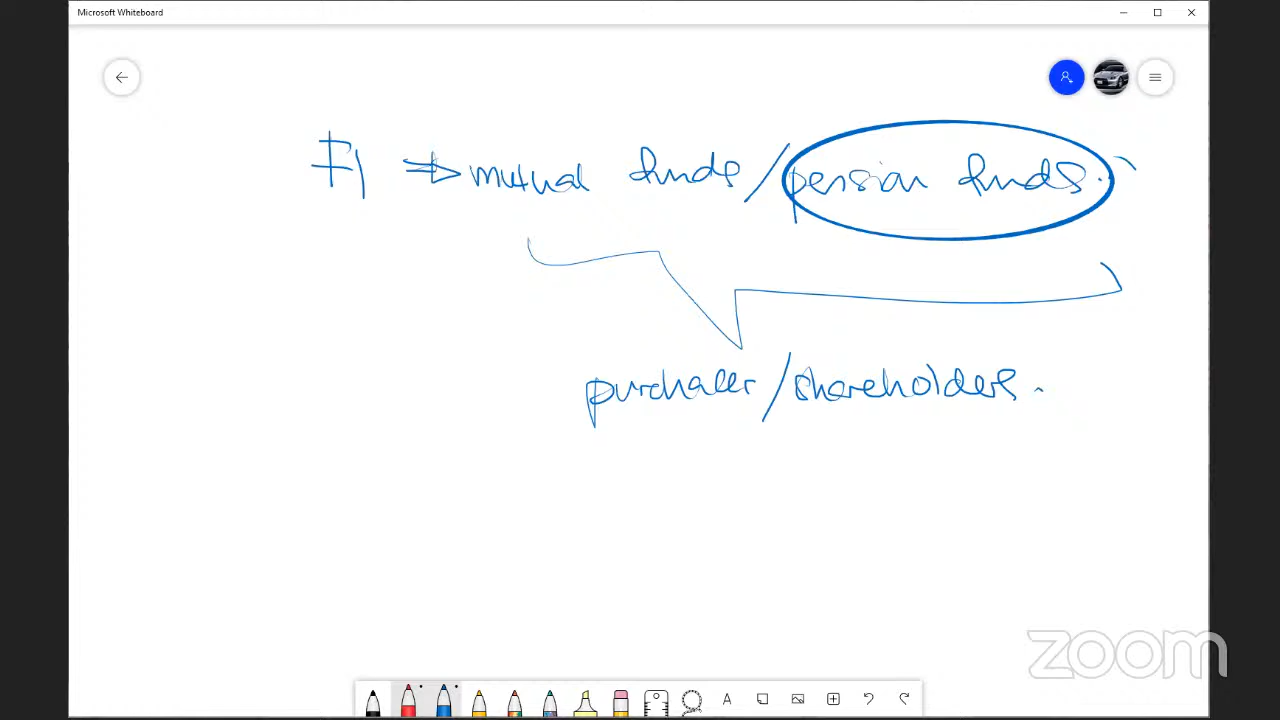 Microsoft Whiteboard
FI ⇒ mutual funds / pension funds.
purchaser / shareholders.
A
zoom